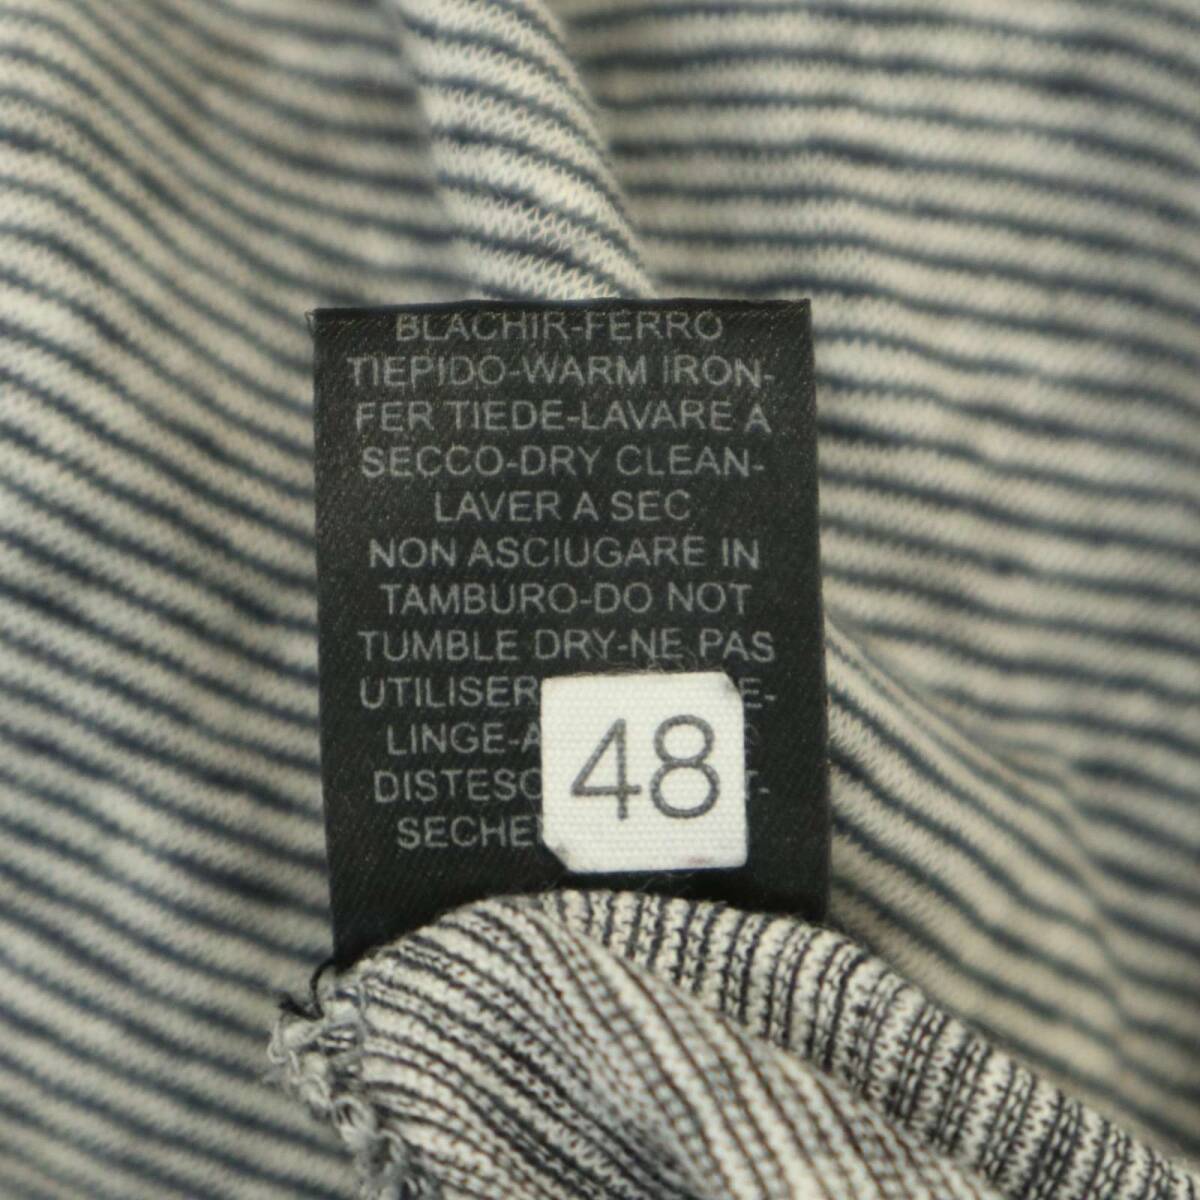 BLACHIR-FERRO
TIEPIDO-WARM IRON-
FER TIEDE-LAVARE A
SECCO-DRY CLEAN-
LAVER A SEC
NON ASCIUGARE IN
TAMBURO-DO NOT
TUMBLE DRY-NE PAS
UTILISER
LINGE-A
DISTESO
SECHE
48